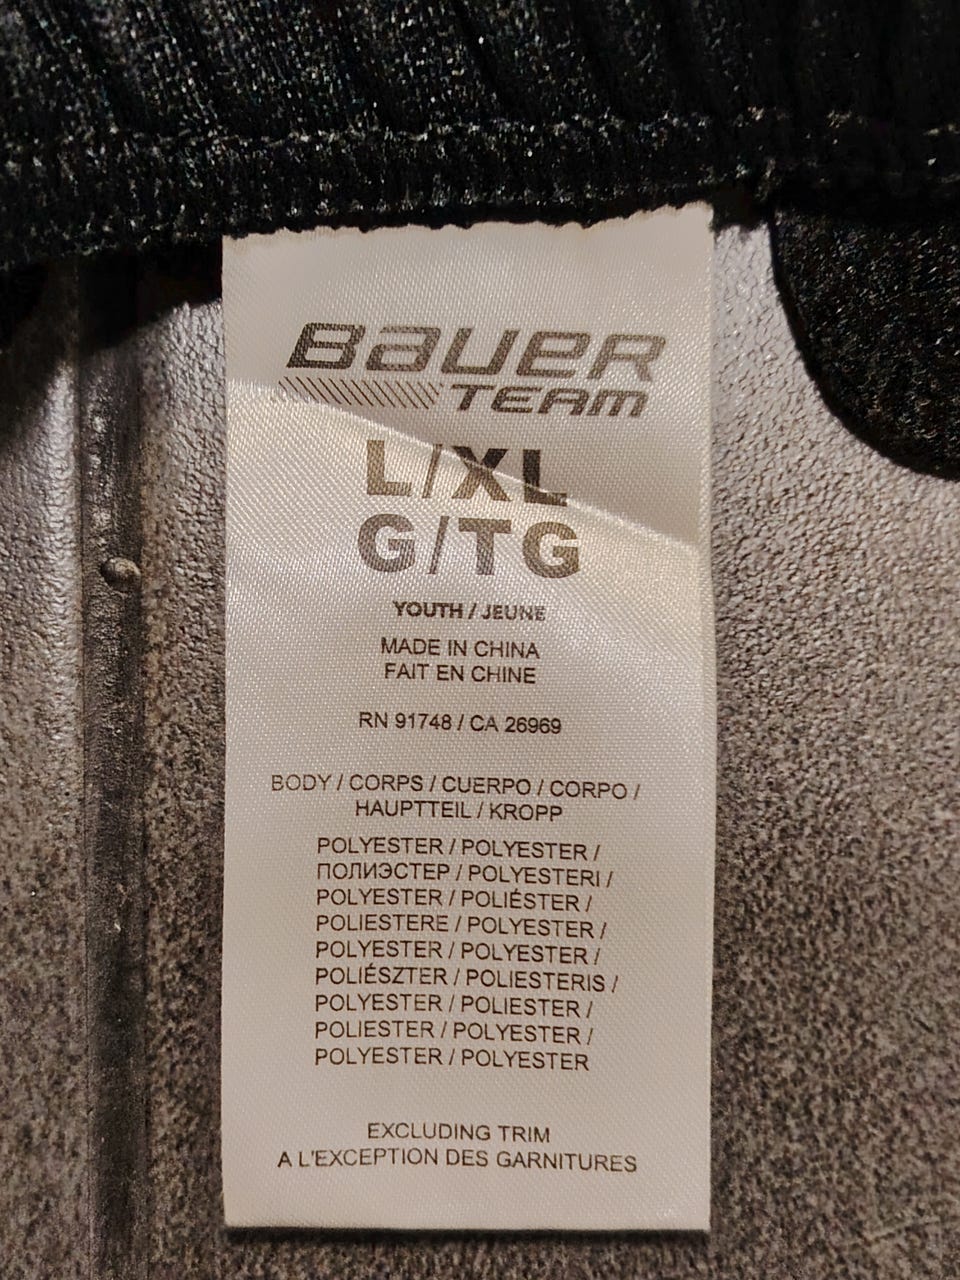 BAUER
TEAM
L/XL
G/TG
YOUTH / JEUNE
MADE IN CHINA
FAIT EN CHINE
RN 91748 / CA 26969
BODY / CORPS / CUERPO / CORPO /
HAUPTTEIL / KROPP
POLYESTER / POLYESTER /
ПОЛИЭСТЕР / POLYESTERI /
POLYESTER / POLIÉSTER /
POLIESTERE / POLYESTER /
POLYESTER / POLYESTER /
POLIÉSZTER / POLIESTERIS /
POLYESTER / POLIESTER /
POLIESTER / POLYESTER /
POLYESTER / POLYESTER
EXCLUDING TRIM
A L'EXCEPTION DES GARNITURES